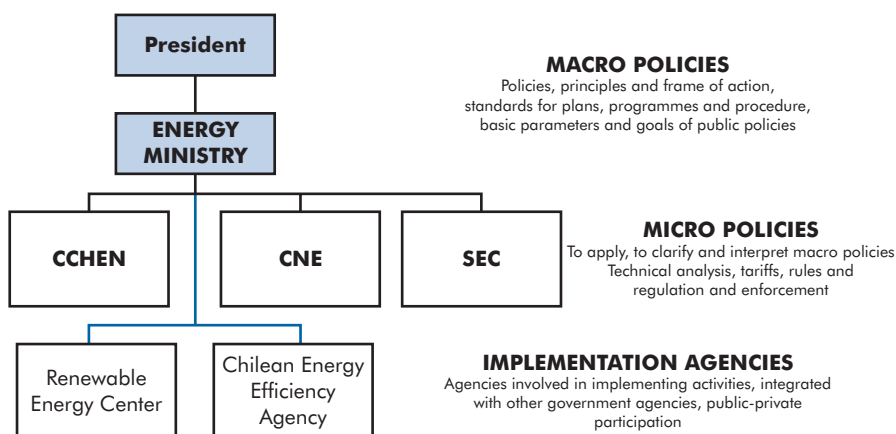 President
MACRO POLICIES
Policies, principles and frame of action,
standards for plans, programmes and procedure,
basic parameters and goals of public policies
ENERGY
MINISTRY
CCHEN
CNE
SEC
MICRO POLICIES
To apply, to clarify and interpret macro policies
Technical analysis, tariffs, rules and
regulation and enforcement
Renewable
Energy Center
Chilean Energy
Efficiency
Agency
IMPLEMENTATION AGENCIES
Agencies involved in implementing activities, integrated
with other government agencies, public-private
participation